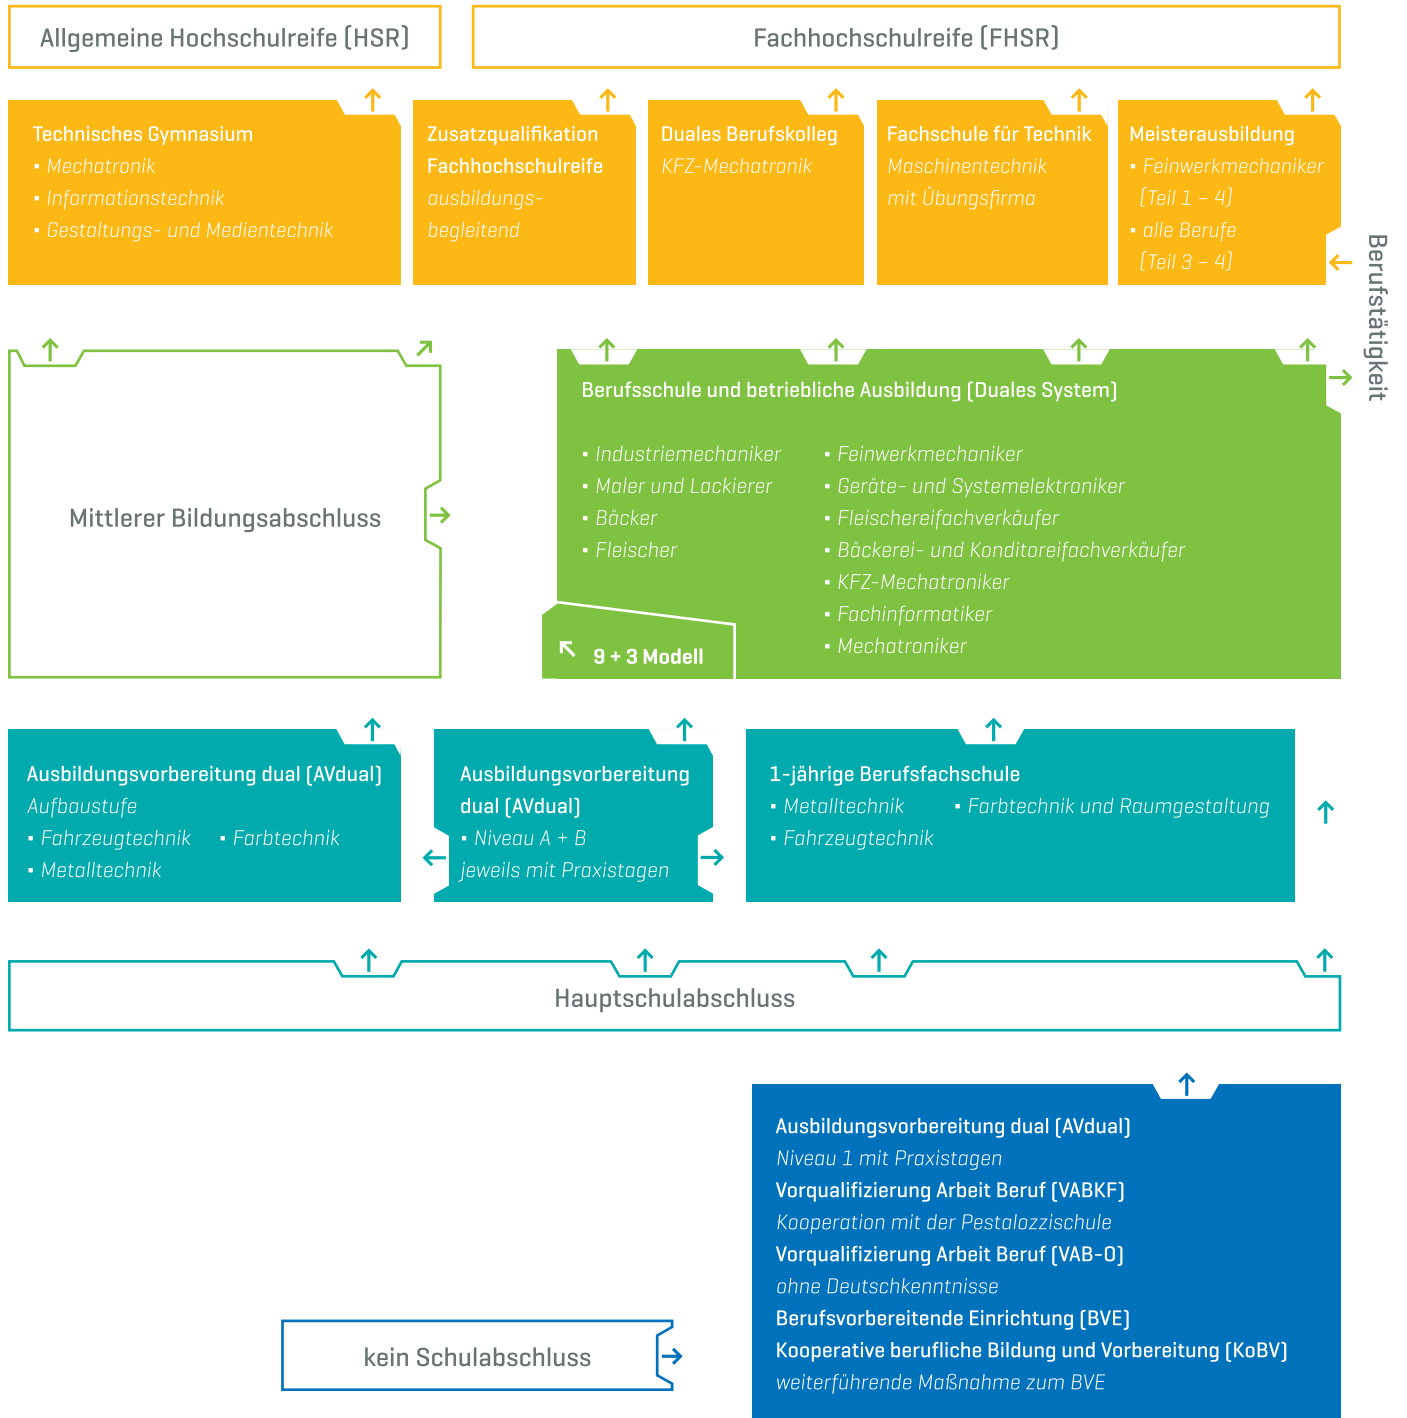 Allgemeine Hochschulreife (HSR)
Fachhochschulreife (FHSR)
Technisches Gymnasium
▪ Mechatronik
▪ Informationstechnik
▪ Gestaltungs- und Medientechnik
Zusatzqualifikation
Fachhochschulreife
ausbildungs-
begleitend
Duales Berufskolleg
KFZ-Mechatronik
Fachschule für Technik
Maschinentechnik
mit Übungsfirma
Meisterausbildung
▪ Feinwerkmechaniker
(Teil 1 – 4)
▪ alle Berufe
(Teil 3 – 4)
Berufstätigkeit
Mittlerer Bildungsabschluss
Berufsschule und betriebliche Ausbildung (Duales System)
▪ Industriemechaniker
▪ Maler und Lackierer
▪ Bäcker
▪ Fleischer
▪ Feinwerkmechaniker
▪ Geräte- und Systemelektroniker
▪ Fleischereifachverkäufer
▪ Bäckerei- und Konditoreifachverkäufer
▪ KFZ-Mechatroniker
▪ Fachinformatiker
▪ Mechatroniker
9 + 3 Modell
Ausbildungsvorbereitung dual (AVdual)
Aufbaustufe
▪ Fahrzeugtechnik ▪ Farbtechnik
▪ Metalltechnik
Ausbildungsvorbereitung
dual (AVdual)
▪ Niveau A + B
jeweils mit Praxistagen
1-jährige Berufsfachschule
▪ Metalltechnik ▪ Farbtechnik und Raumgestaltung
▪ Fahrzeugtechnik
Hauptschulabschluss
Ausbildungsvorbereitung dual (AVdual)
Niveau 1 mit Praxistagen
Vorqualifizierung Arbeit Beruf (VABKF)
Kooperation mit der Pestalozzischule
Vorqualifizierung Arbeit Beruf (VAB-O)
ohne Deutschkenntnisse
Berufsvorbereitende Einrichtung (BVE)
Kooperative berufliche Bildung und Vorbereitung (KoBV)
weiterführende Maßnahme zum BVE
kein Schulabschluss